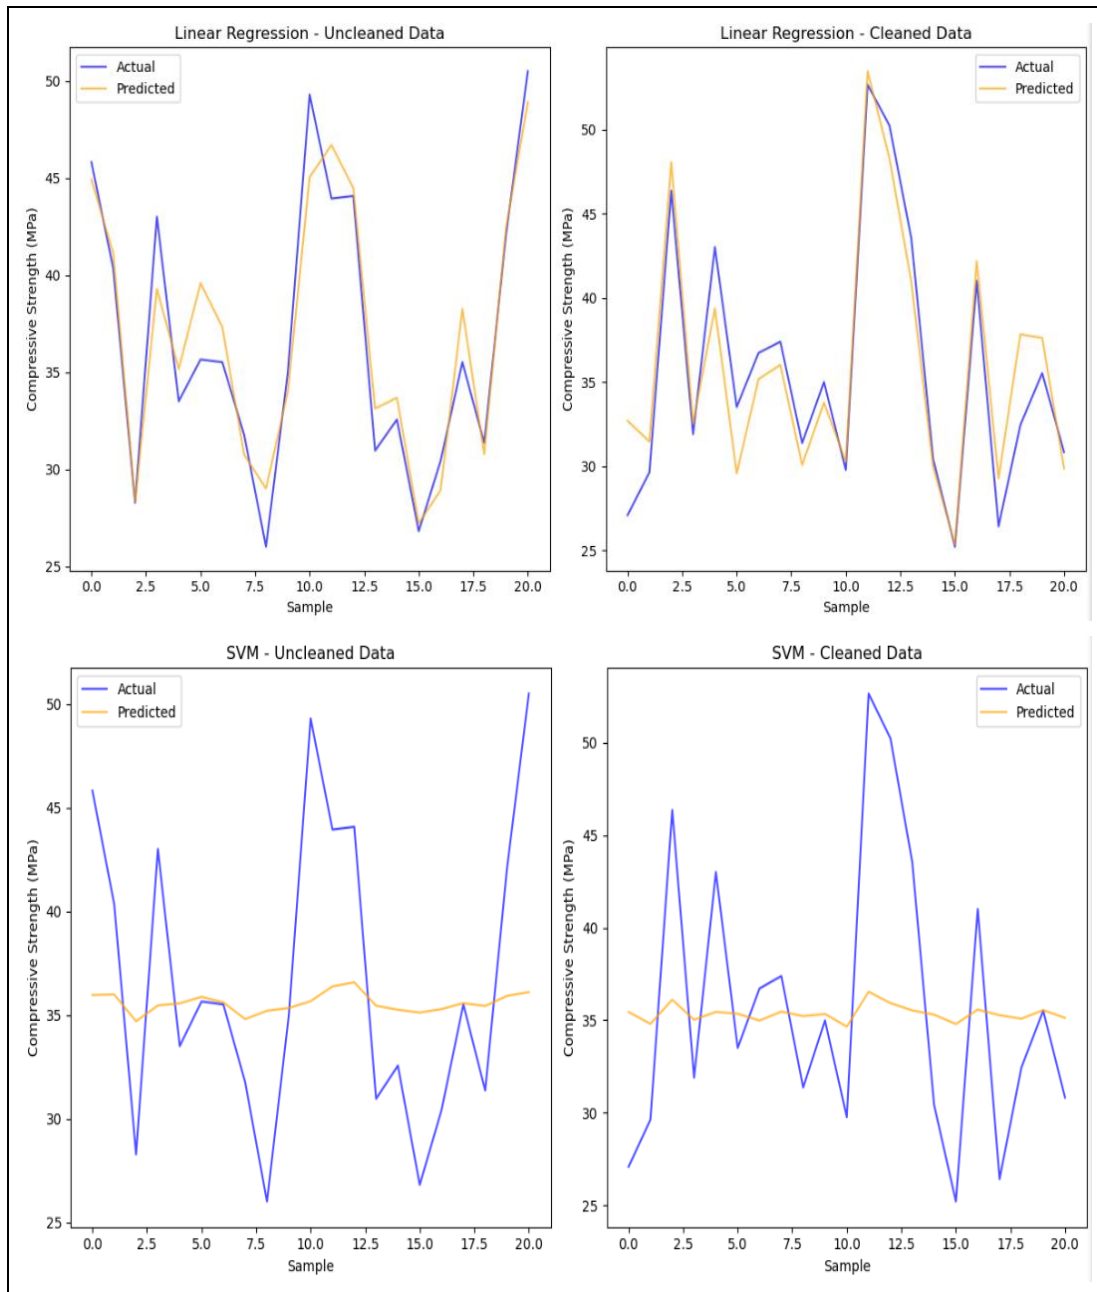 Linear Regression - Uncleaned Data
Actual
Predicted
Compressive Strength (MPa)
50
45
40
35
30
25
0.0 2.5 5.0 7.5 10.0 12.5 15.0 17.5 20.0
Sample
Linear Regression - Cleaned Data
Actual
Predicted
Compressive Strength (MPa)
50
45
40
35
30
25
0.0 2.5 5.0 7.5 10.0 12.5 15.0 17.5 20.0
Sample
SVM - Uncleaned Data
Actual
Predicted
Compressive Strength (MPa)
50
45
40
35
30
25
0.0 2.5 5.0 7.5 10.0 12.5 15.0 17.5 20.0
Sample
SVM - Cleaned Data
Actual
Predicted
Compressive Strength (MPa)
50
45
40
35
30
25
0.0 2.5 5.0 7.5 10.0 12.5 15.0 17.5 20.0
Sample